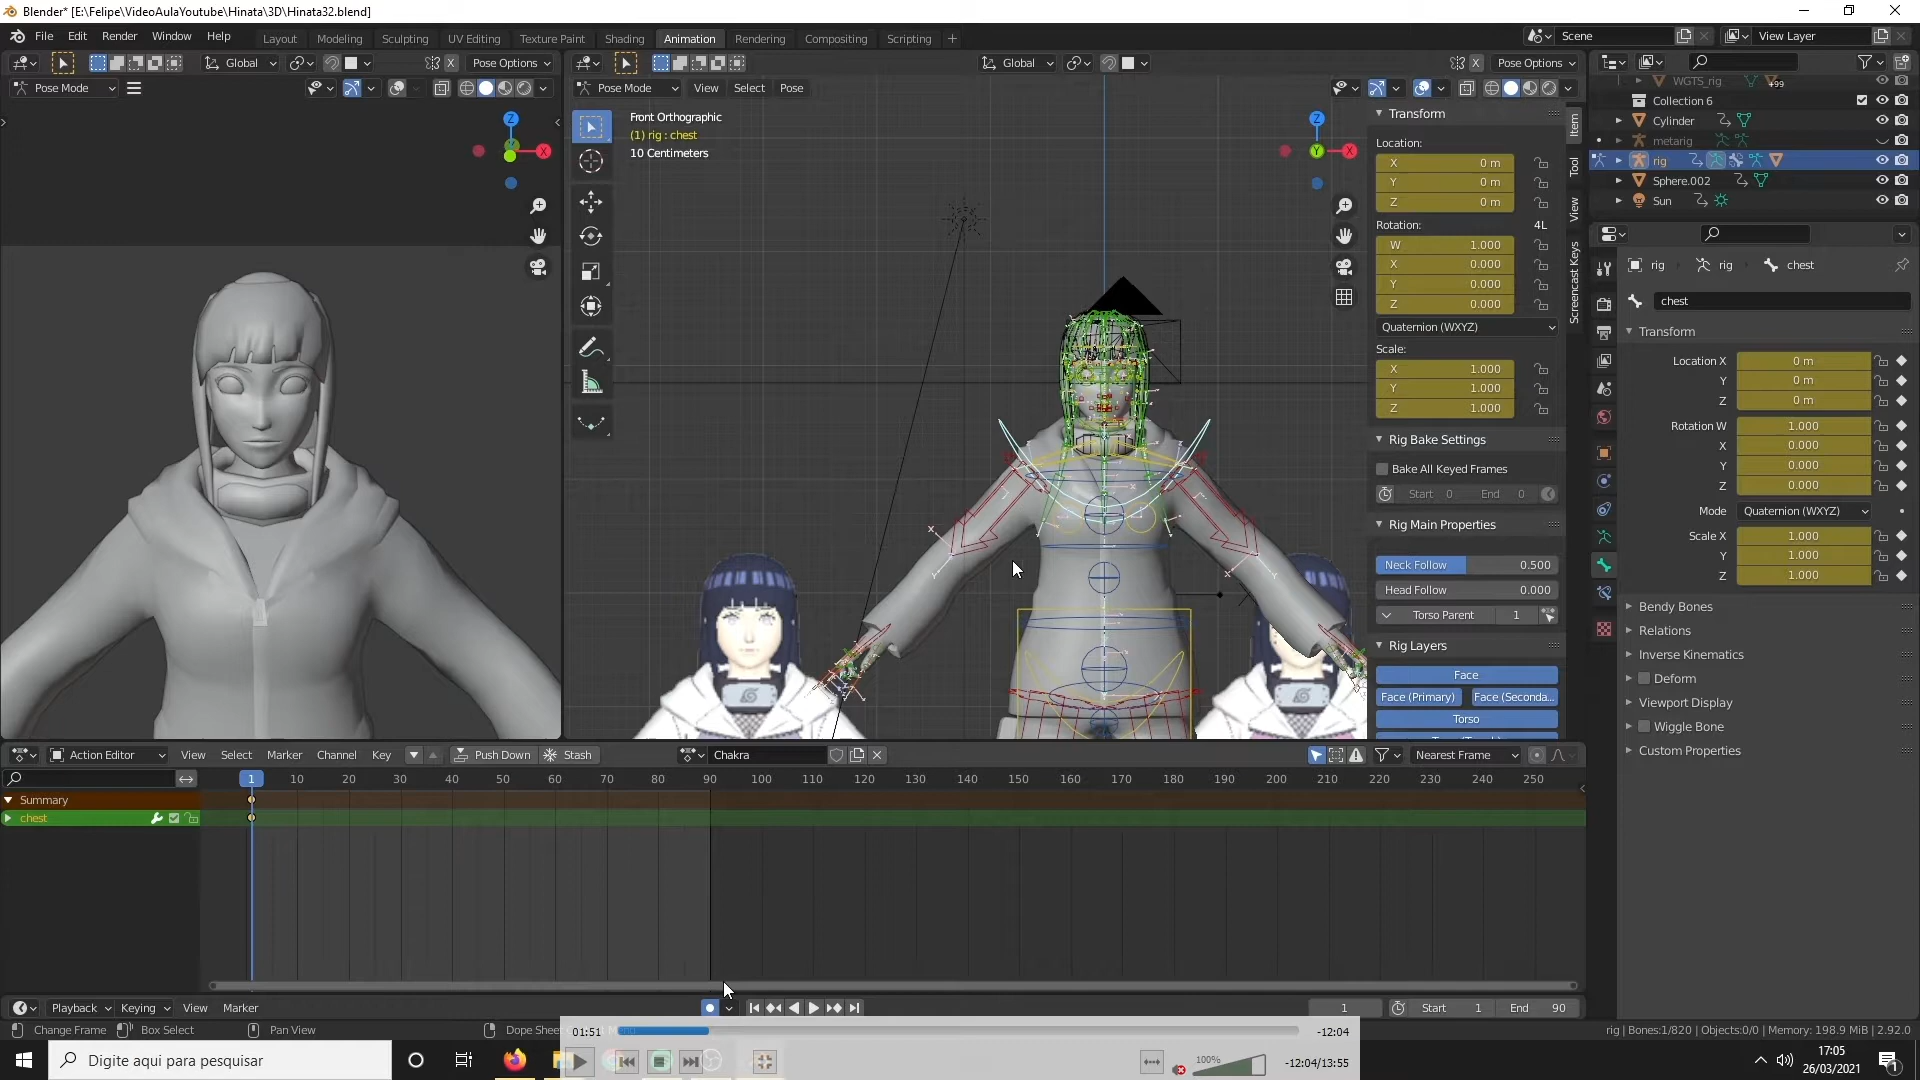 Blender* [E:\Felipe\VideoAulaYoutube\Hinata\3D\Hinata32.blend]
File Edit Render Window Help
Layout Modeling Sculpting UV Editing Texture Paint Shading Animation Rendering Compositing Scripting +
Scene
View Layer
Global
Pose Options
Global
Pose Options
Pose Mode
Pose Mode View Select Pose
Front Orthographic
(1) rig : chest
10 Centimeters
Z
X
Z
Y
X
Transform
Location:
X 0 m
Y 0 m
Z 0 m
Rotation: 4L
W 1.000
X 0.000
Y 0.000
Z 0.000
Quaternion (WXYZ)
Scale:
X 1.000
Y 1.000
Z 1.000
Rig Bake Settings
Bake All Keyed Frames
Start 0 End 0
Rig Main Properties
Neck Follow 0.500
Head Follow 0.000
Torso Parent 1
Rig Layers
Face
Face (Primary) Face (Seconda...
Torso
Item
Tool
View
Screencast Keys
WGTS_rig
+99
Collection 6
Cylinder
metarig
rig
Sphere.002
Sun
rig rig chest
chest
Transform
Location X 0 m
Y 0 m
Z 0 m
Rotation W 1.000
X 0.000
Y 0.000
Z 0.000
Mode Quaternion (WXYZ)
Scale X 1.000
Y 1.000
Z 1.000
Bendy Bones
Relations
Inverse Kinematics
Deform
Viewport Display
Wiggle Bone
Custom Properties
Action Editor View Select Marker Channel Key Push Down Stash Chakra Nearest Frame
1 10 20 30 40 50 60 70 80 90 100 110 120 130 140 150 160 170 180 190 200 210 220 230 240 250
Summary
chest
Playback Keying View Marker 1 Start 1 End 90
Change Frame Box Select Pan View Dope Sheet
rig | Bones:1/820 | Objects:0/0 | Memory: 198.9 MiB | 2.92.0
01:51 -12:04
100% -12:04/13:55
Digite aqui para pesquisar
17:05
26/03/2021
1